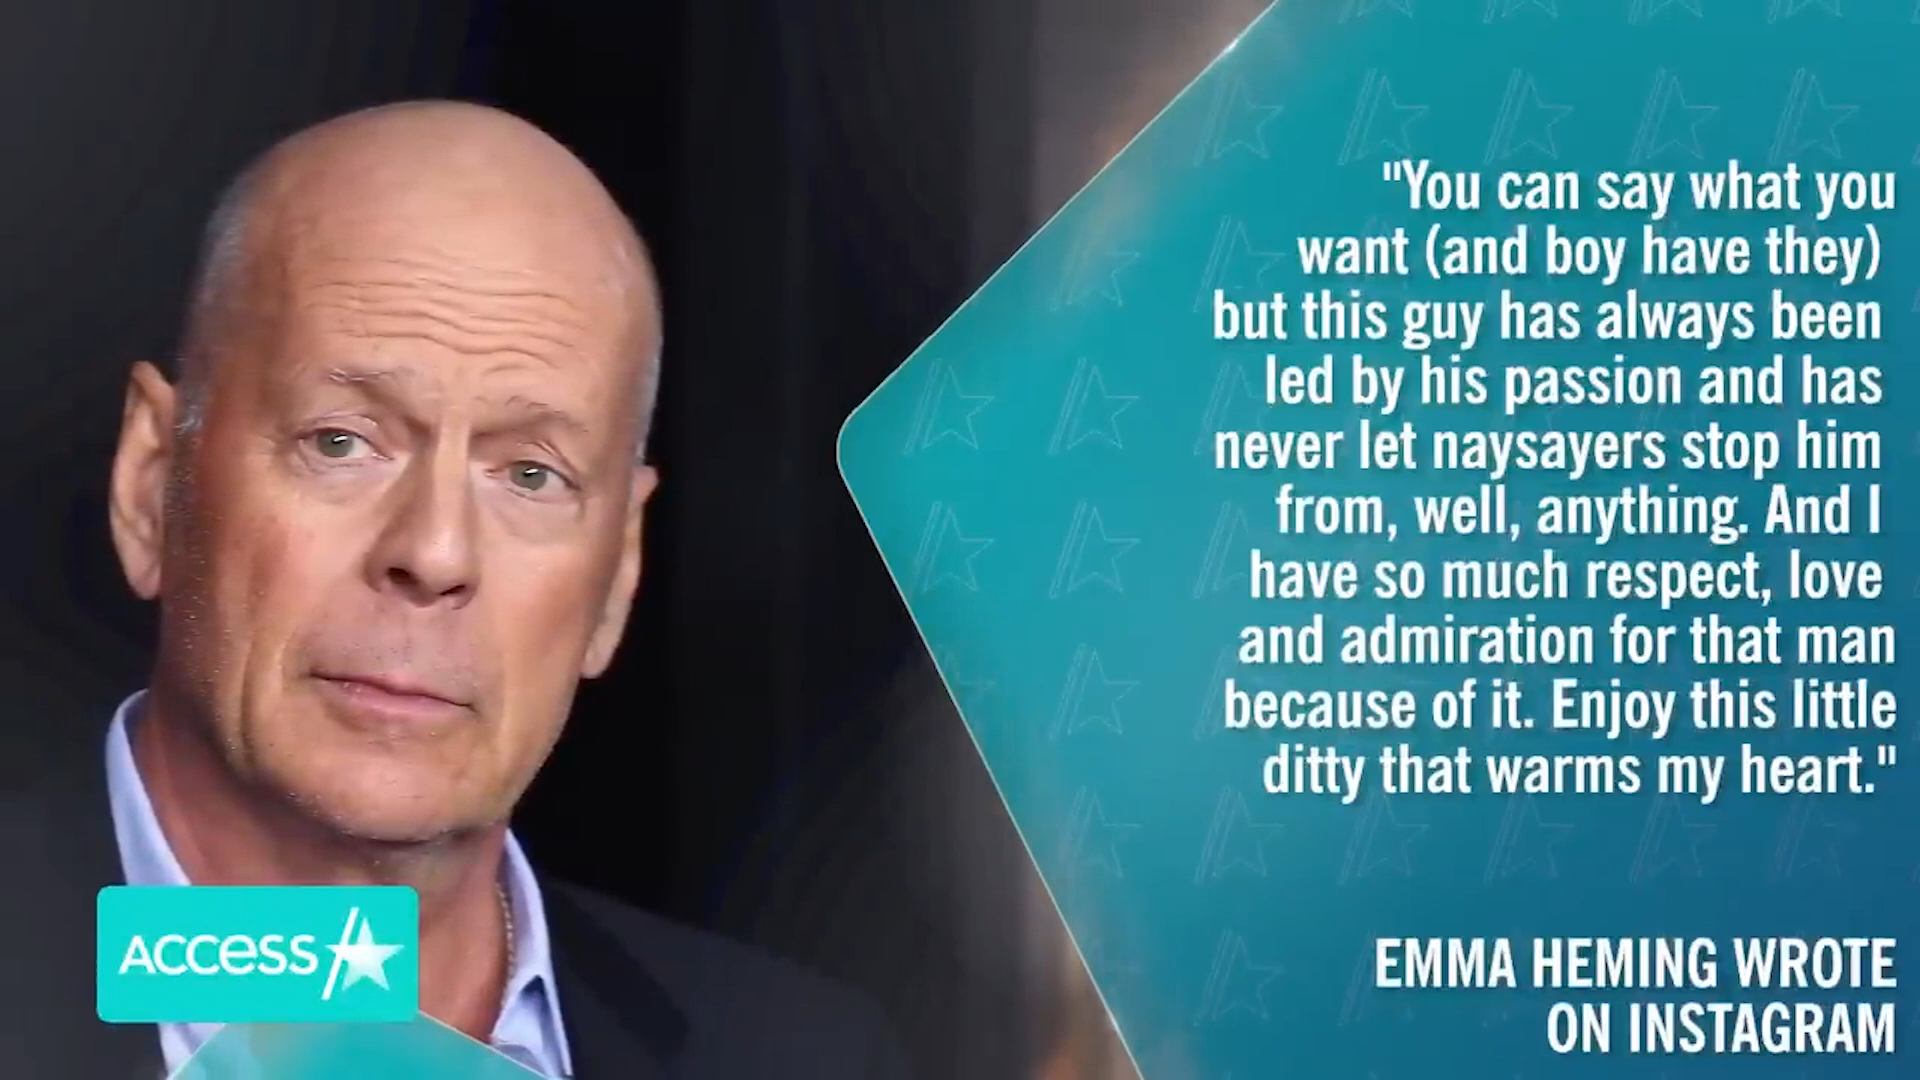 "You can say what you
want (and boy have they)
but this guy has always been
led by his passion and has
never let naysayers stop him
from, well, anything. And I
have so much respect, love
and admiration for that man
because of it. Enjoy this little
ditty that warms my heart."
EMMA HEMING WROTE
ON INSTAGRAM
ACCESS